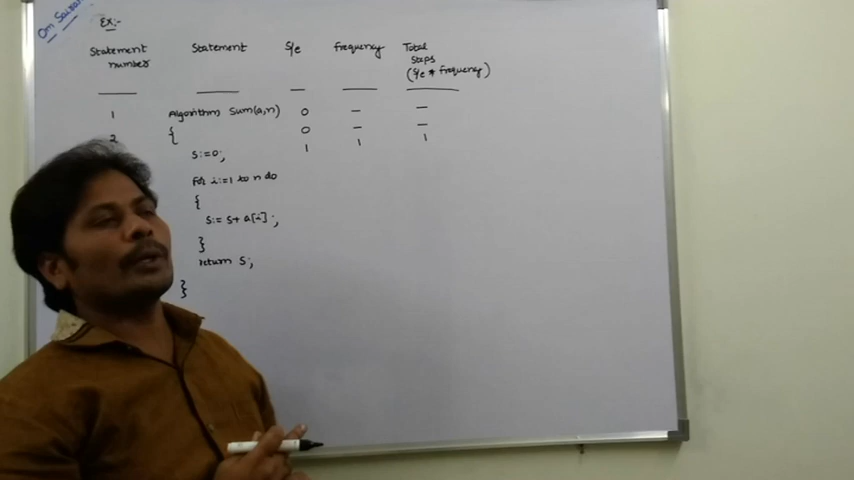 Om Sairam
Ex:-
Statement number Statement S/e Frequency Total Steps (S/e * frequency)
1 Algorithm Sum(a,n) 0 — —
2 { 0 — —
S:=0; 1 1 1
For i:=1 to n do
{
S:= S+ a[i];
}
return S;
}